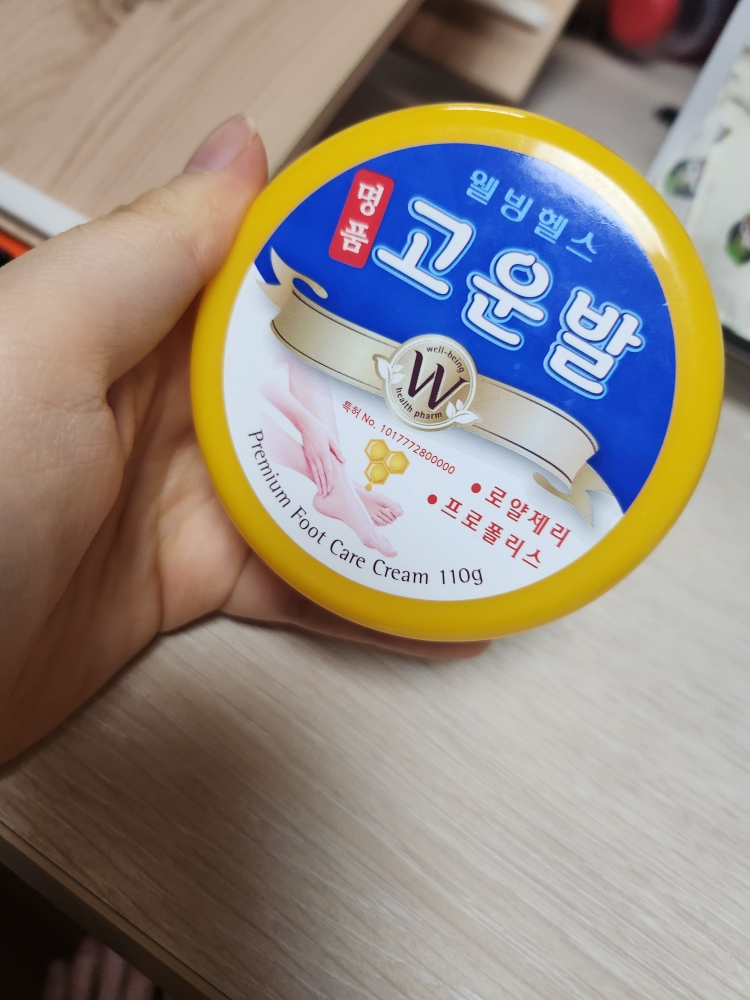 웰빙헬스
명품
고운발
well-being
W
health pharm
특허 No. 1017772800000
• 로얄제리
• 프로폴리스
Premium Foot Care Cream 110g